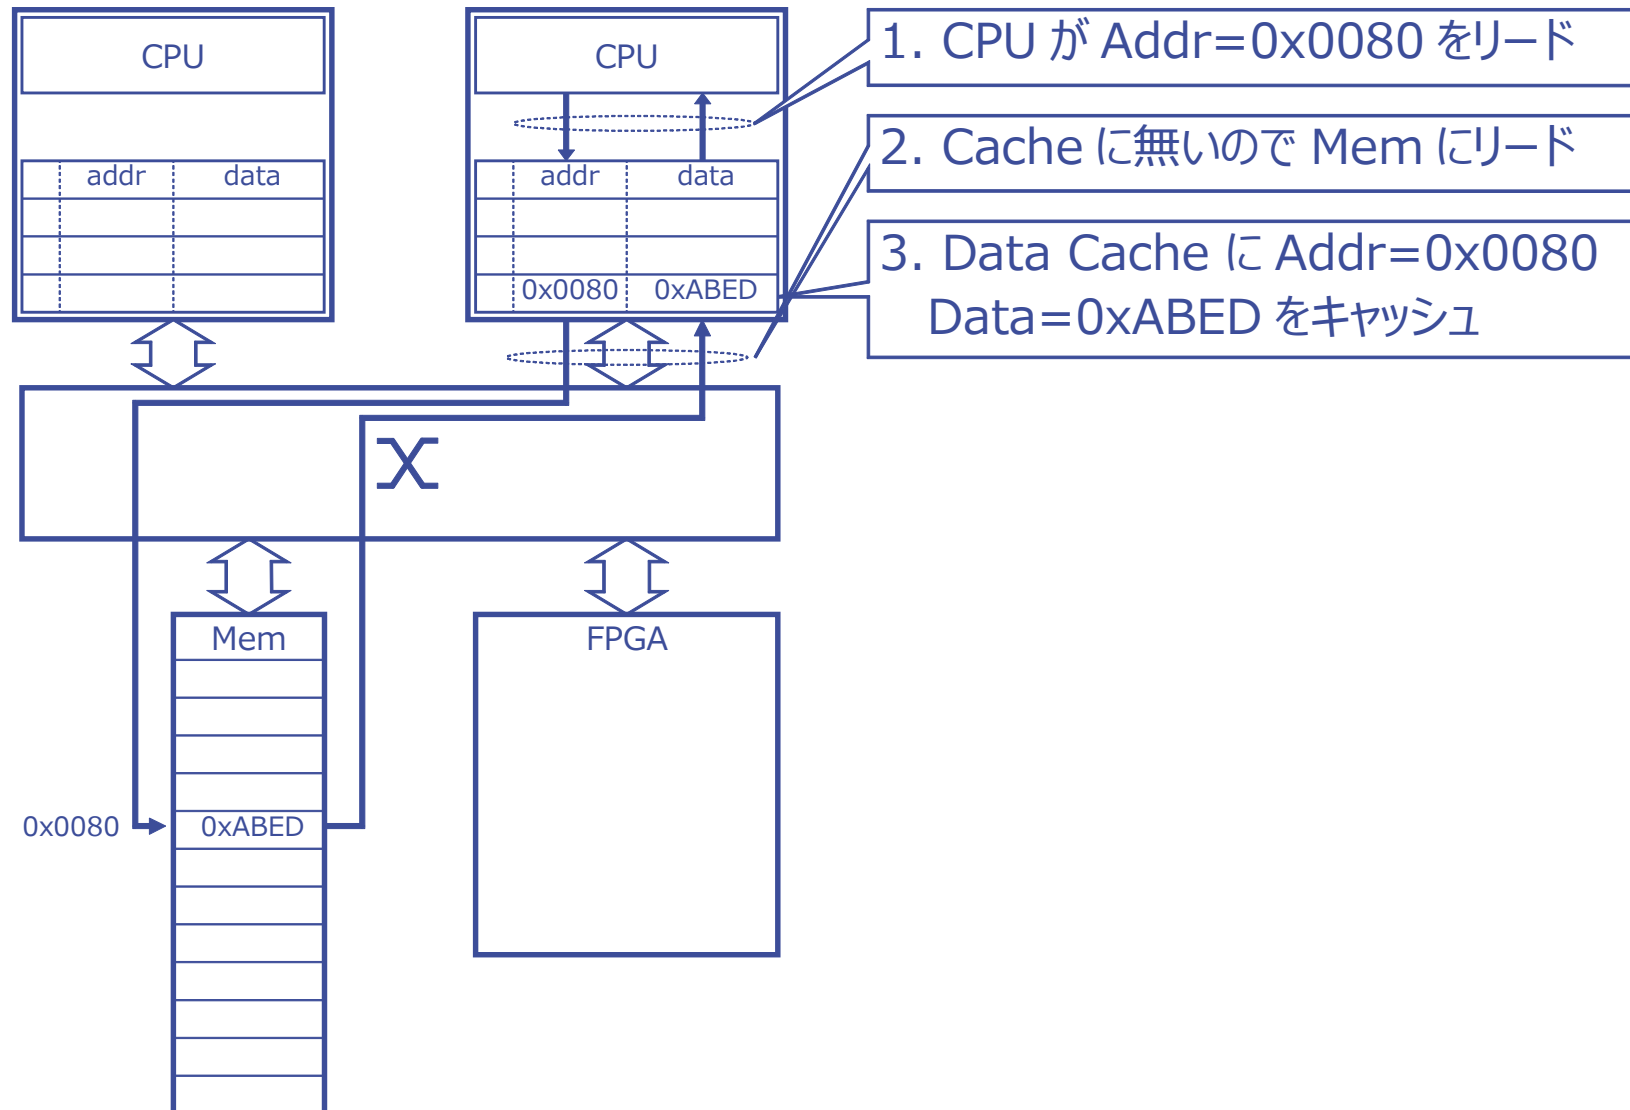 CPU
addr data
CPU
addr data
0x0080 0xABED
1. CPU が Addr=0x0080 をリード
2. Cache に無いので Mem にリード
3. Data Cache に Addr=0x0080
Data=0xABED をキャッシュ
Mem
0x0080 0xABED
FPGA